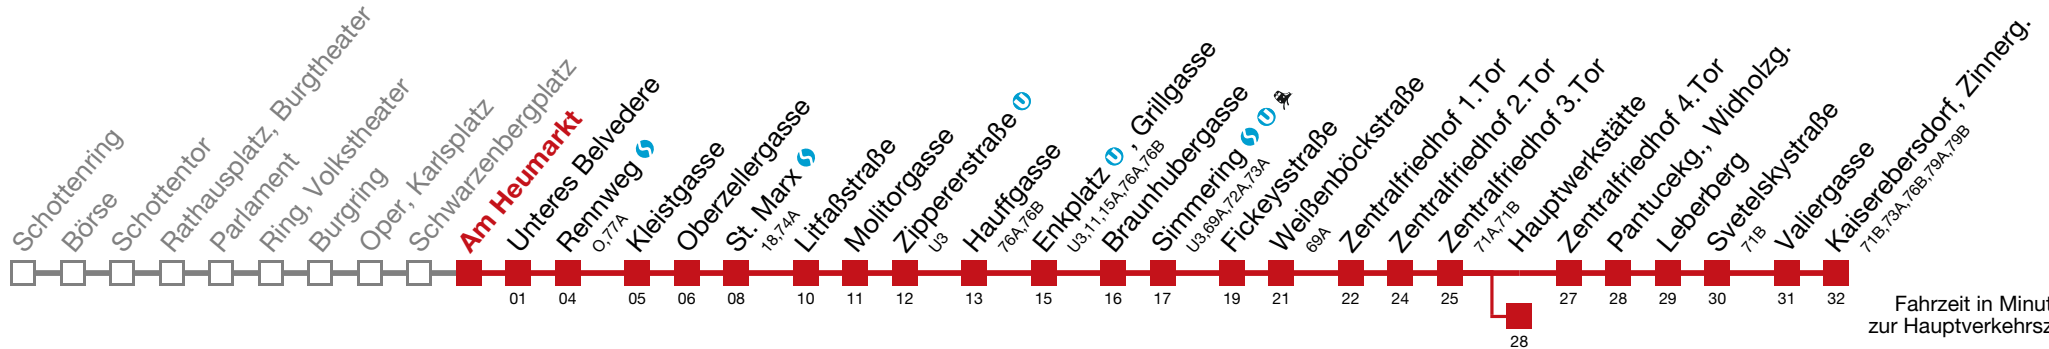 Schottenring
Börse
Schottentor
Rathausplatz, Burgtheater
Parlament
Ring, Volkstheater
Burgring
Oper, Karlsplatz
Schwarzenbergplatz
Am Heumarkt
Unteres Belvedere
Rennweg
O,77A
Kleistgasse
Oberzellergasse
St. Marx
18,74A
Litfaßstraße
Molitorgasse
Zippererstraße U
U3
Hauffgasse
76A,76B
Enkplatz U , Grillgasse
U3,11,15A,76A,76B
Braunhubergasse
Simmering U
U3,69A,72A,73A
Fickeysstraße
Weißenböckstraße
69A
Zentralfriedhof 1.Tor
Zentralfriedhof 2.Tor
Zentralfriedhof 3.Tor
71A,71B
Hauptwerkstätte
Zentralfriedhof 4.Tor
Pantucekg., Widholzg.
Leberberg
Svetelskystraße
71B
Valiergasse
Kaiserebersdorf, Zinnerg.
71B,73A,76B,79A,79B
01 04 05 06 08 10 11 12 13 15 16 17 19 21 22 24 25 27 28 29 30 31 32
28
Fahrzeit in Minut
zur Hauptverkehrsz